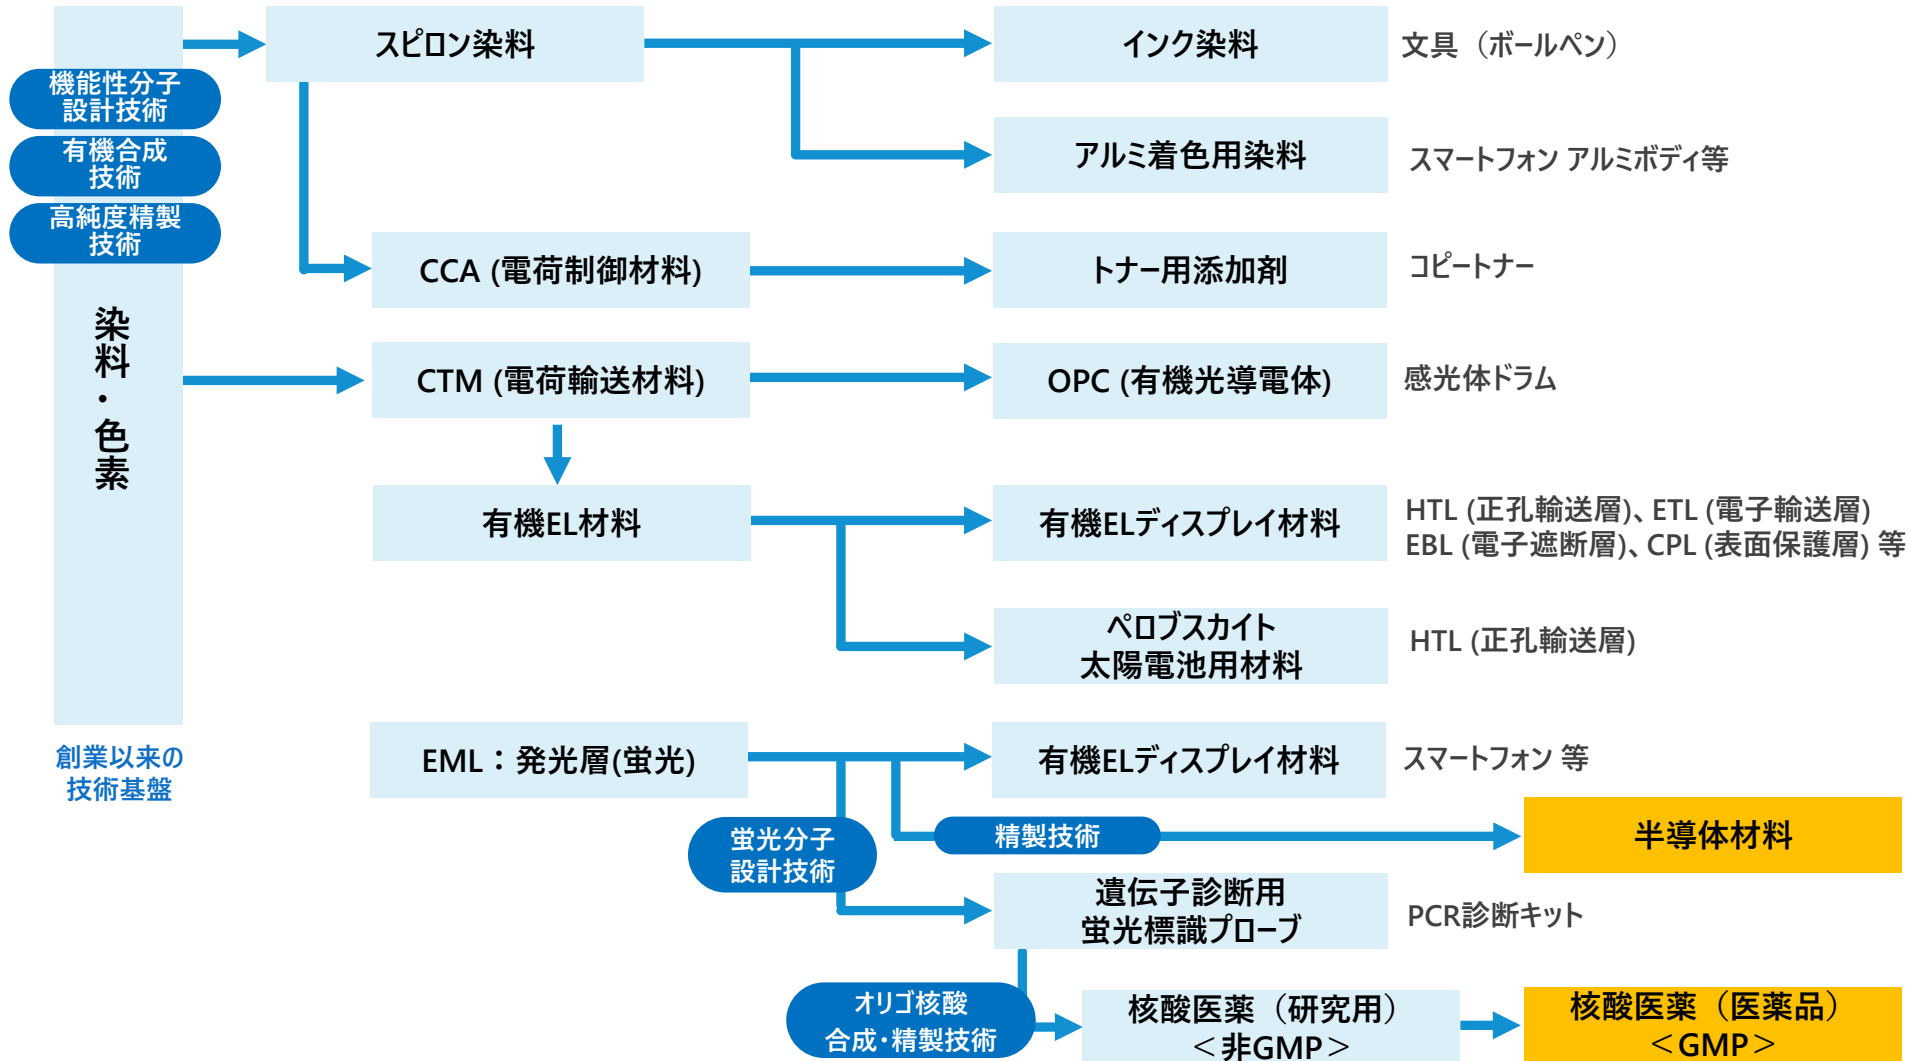 スピロン染料
インク染料
文具（ボールペン）
機能性分子
設計技術
有機合成
技術
高純度精製
技術
アルミ着色用染料
スマートフォン アルミボディ等
CCA (電荷制御材料)
トナー用添加剤
コピートナー
染料・色素
CTM (電荷輸送材料)
OPC (有機光導電体)
感光体ドラム
有機EL材料
有機ELディスプレイ材料
HTL (正孔輸送層)、ETL (電子輸送層)
EBL (電子遮断層)、CPL (表面保護層) 等
ペロブスカイト
太陽電池用材料
HTL (正孔輸送層)
創業以来の
技術基盤
EML：発光層(蛍光)
有機ELディスプレイ材料
スマートフォン 等
蛍光分子
設計技術
精製技術
半導体材料
遺伝子診断用
蛍光標識プローブ
PCR診断キット
オリゴ核酸
合成・精製技術
核酸医薬（研究用）
＜非GMP＞
核酸医薬（医薬品）
＜GMP＞